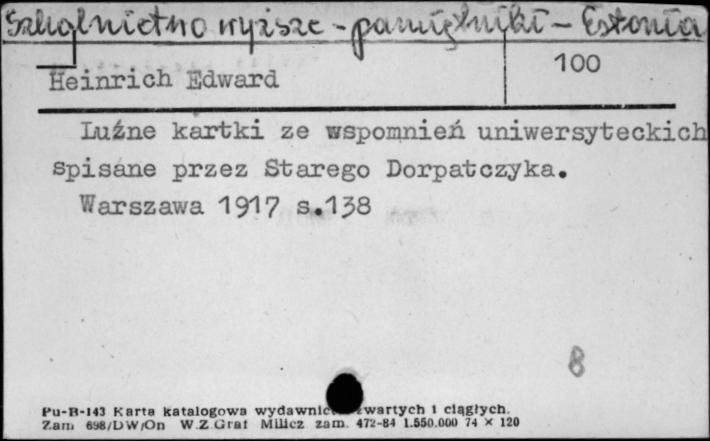 Szkolnictwo wyższe - pamiętniki - Estonia
Heinrich Edward
100
Luźne kartki ze wspomnień uniwersyteckich
spisane przez Starego Dorpatczyka.
Warszawa 1917 s.138
8
Pu-B-143 Karta katalogowa wydawnic zwartych i ciągłych.
Zam 698/DW/On W.Z.Graf Milicz zam. 472-84 1.550.000 74 × 120